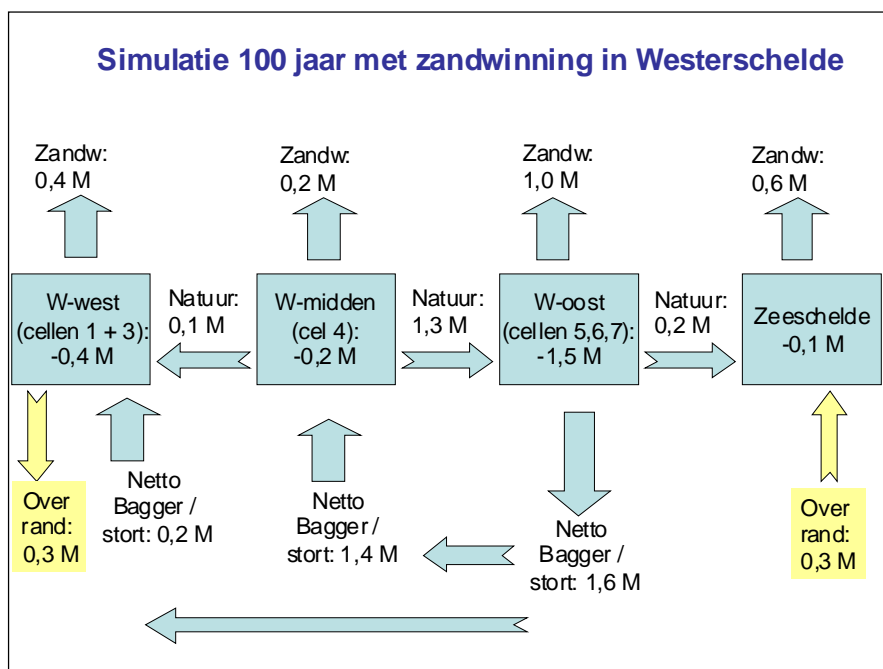 Simulatie 100 jaar met zandwinning in Westerschelde
Zandw:
0,4 M
Zandw:
0,2 M
Zandw:
1,0 M
Zandw:
0,6 M
W-west
(cellen 1 + 3):
-0,4 M
Natuur:
0,1 M
W-midden
(cel 4):
-0,2 M
Natuur:
1,3 M
W-oost
(cellen 5,6,7):
-1,5 M
Natuur:
0,2 M
Zeeschelde
-0,1 M
Over
rand:
0,3 M
Netto
Bagger /
stort: 0,2 M
Netto
Bagger /
stort: 1,4 M
Netto
Bagger /
stort: 1,6 M
Over
rand:
0,3 M